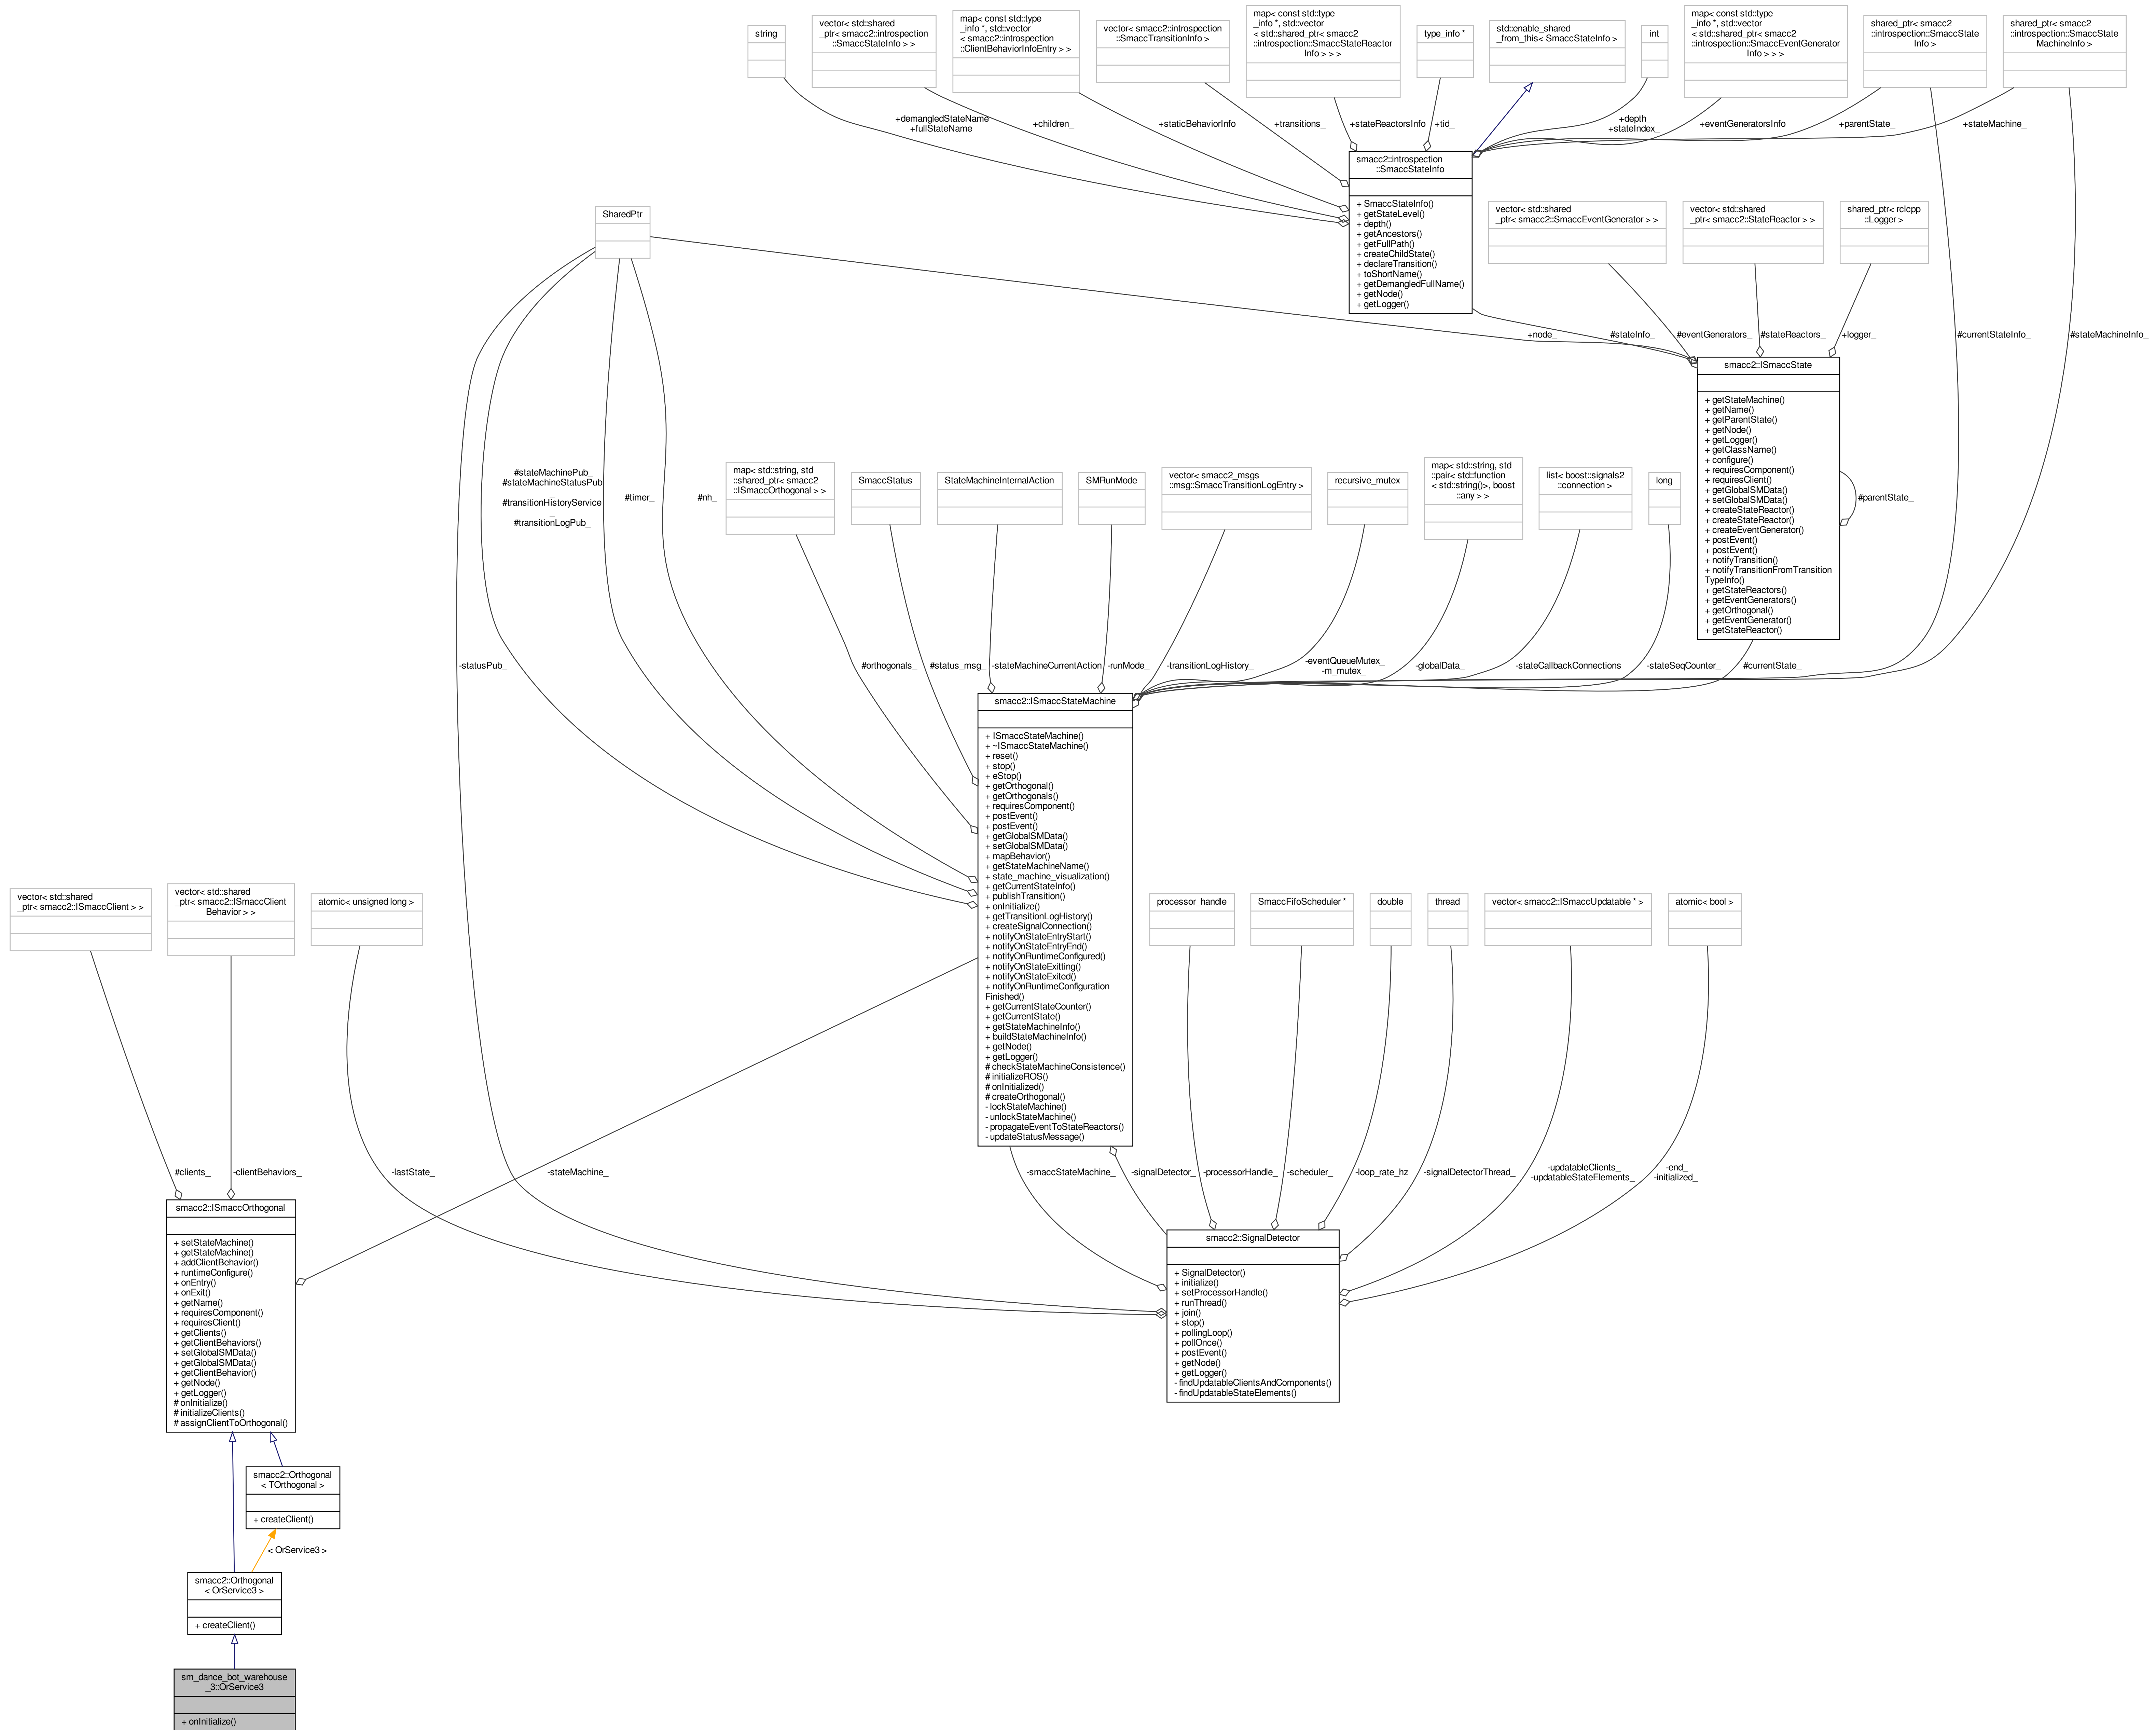 string
vector< std::shared
_ptr< smacc2::introspection
::SmaccStateInfo > >
map< const std::type
_info *, std::vector
< smacc2::introspection
::ClientBehaviorInfoEntry > >
vector< smacc2::introspection
::SmaccTransitionInfo >
map< const std::type
_info *, std::vector
< std::shared_ptr< smacc2
::introspection::SmaccStateReactor
Info > > >
type_info *
std::enable_shared
_from_this< SmaccStateInfo >
int
map< const std::type
_info *, std::vector
< std::shared_ptr< smacc2
::introspection::SmaccEventGenerator
Info > > >
shared_ptr< smacc2
::introspection::SmaccState
Info >
shared_ptr< smacc2
::introspection::SmaccState
MachineInfo >
+demangledStateName
+fullStateName
+children_
+staticBehaviorInfo
+transitions_
+stateReactorsInfo
+tid_
+depth_
+stateIndex_
+eventGeneratorsInfo
+parentState_
+stateMachine_
smacc2::introspection
::SmaccStateInfo
+ SmaccStateInfo()
+ getStateLevel()
+ depth()
+ getAncestors()
+ getFullPath()
+ createChildState()
+ declareTransition()
+ toShortName()
+ getDemangledFullName()
+ getNode()
+ getLogger()
SharedPtr
vector< std::shared
_ptr< smacc2::SmaccEventGenerator > >
vector< std::shared
_ptr< smacc2::StateReactor > >
shared_ptr< rclcpp
::Logger >
+node_
#stateInfo_
#eventGenerators_
#stateReactors_
+logger_
#currentStateInfo_
#stateMachineInfo_
smacc2::ISmaccState
+ getStateMachine()
+ getName()
+ getParentState()
+ getNode()
+ getLogger()
+ getClassName()
+ configure()
+ requiresComponent()
+ requiresClient()
+ getGlobalSMData()
+ setGlobalSMData()
+ createStateReactor()
+ createStateReactor()
+ createEventGenerator()
+ postEvent()
+ postEvent()
+ notifyTransition()
+ notifyTransitionFromTransition
TypeInfo()
+ getStateReactors()
+ getEventGenerators()
+ getOrthogonal()
+ getEventGenerator()
+ getStateReactor()
#parentState_
#stateMachinePub_
#stateMachineStatusPub
_
#transitionHistoryService
_
#transitionLogPub_
#timer_
#nh_
map< std::string, std
::shared_ptr< smacc2
::ISmaccOrthogonal > >
SmaccStatus
StateMachineInternalAction
SMRunMode
vector< smacc2_msgs
::msg::SmaccTransitionLogEntry >
recursive_mutex
map< std::string, std
::pair< std::function
< std::string()>, boost
::any > >
list< boost::signals2
::connection >
long
-statusPub_
#orthogonals_
#status_msg_
-stateMachineCurrentAction
-runMode_
-transitionLogHistory_
-eventQueueMutex_
-m_mutex_
-globalData_
-stateCallbackConnections
-stateSeqCounter_
#currentState_
smacc2::ISmaccStateMachine
+ ISmaccStateMachine()
+ ~ISmaccStateMachine()
+ reset()
+ stop()
+ eStop()
+ getOrthogonal()
+ getOrthogonals()
+ requiresComponent()
+ postEvent()
+ postEvent()
+ getGlobalSMData()
+ setGlobalSMData()
+ mapBehavior()
+ getStateMachineName()
+ state_machine_visualization()
+ getCurrentStateInfo()
+ publishTransition()
+ onInitialize()
+ getTransitionLogHistory()
+ createSignalConnection()
+ notifyOnStateEntryStart()
+ notifyOnStateEntryEnd()
+ notifyOnRuntimeConfigured()
+ notifyOnStateExitting()
+ notifyOnStateExited()
+ notifyOnRuntimeConfiguration
Finished()
+ getCurrentStateCounter()
+ getCurrentState()
+ getStateMachineInfo()
+ buildStateMachineInfo()
+ getNode()
+ getLogger()
# checkStateMachineConsistence()
# initializeROS()
# onInitialized()
# createOrthogonal()
- lockStateMachine()
- unlockStateMachine()
- propagateEventToStateReactors()
- updateStatusMessage()
vector< std::shared
_ptr< smacc2::ISmaccClient > >
vector< std::shared
_ptr< smacc2::ISmaccClient
Behavior > >
atomic< unsigned long >
processor_handle
SmaccFifoScheduler *
double
thread
vector< smacc2::ISmaccUpdatable * >
atomic< bool >
#clients_
-clientBehaviors_
-lastState_
-stateMachine_
-smaccStateMachine_
-signalDetector_
-processorHandle_
-scheduler_
-loop_rate_hz
-signalDetectorThread_
-updatableClients_
-updatableStateElements_
-end_
-initialized_
smacc2::ISmaccOrthogonal
+ setStateMachine()
+ getStateMachine()
+ addClientBehavior()
+ runtimeConfigure()
+ onEntry()
+ onExit()
+ getName()
+ requiresComponent()
+ requiresClient()
+ getClients()
+ getClientBehaviors()
+ setGlobalSMData()
+ getGlobalSMData()
+ getClientBehavior()
+ getNode()
+ getLogger()
# onInitialize()
# initializeClients()
# assignClientToOrthogonal()
smacc2::SignalDetector
+ SignalDetector()
+ initialize()
+ setProcessorHandle()
+ runThread()
+ join()
+ stop()
+ pollingLoop()
+ pollOnce()
+ postEvent()
+ getNode()
+ getLogger()
- findUpdatableClientsAndComponents()
- findUpdatableStateElements()
smacc2::Orthogonal
< TOrthogonal >
+ createClient()
< OrService3 >
smacc2::Orthogonal
< OrService3 >
+ createClient()
sm_dance_bot_warehouse
_3::OrService3
+ onInitialize()